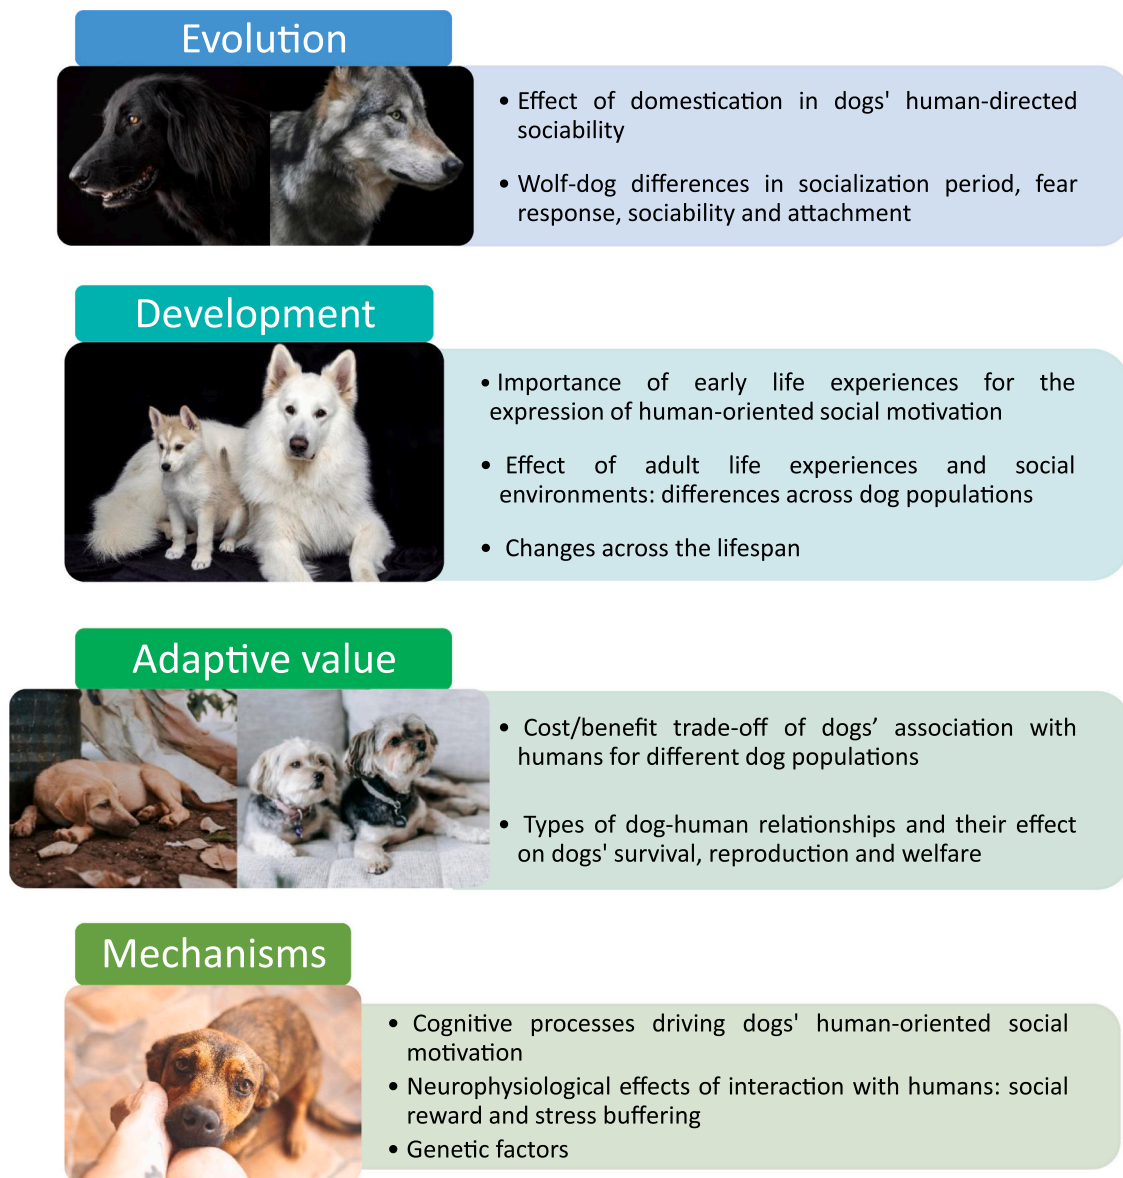 Evolution
• Effect of domestication in dogs' human-directed
sociability
• Wolf-dog differences in socialization period, fear
response, sociability and attachment
Development
• Importance of early life experiences for the
expression of human-oriented social motivation
• Effect of adult life experiences and social
environments: differences across dog populations
• Changes across the lifespan
Adaptive value
• Cost/benefit trade-off of dogs’ association with
humans for different dog populations
• Types of dog-human relationships and their effect
on dogs' survival, reproduction and welfare
Mechanisms
• Cognitive processes driving dogs' human-oriented social
motivation
• Neurophysiological effects of interaction with humans: social
reward and stress buffering
• Genetic factors